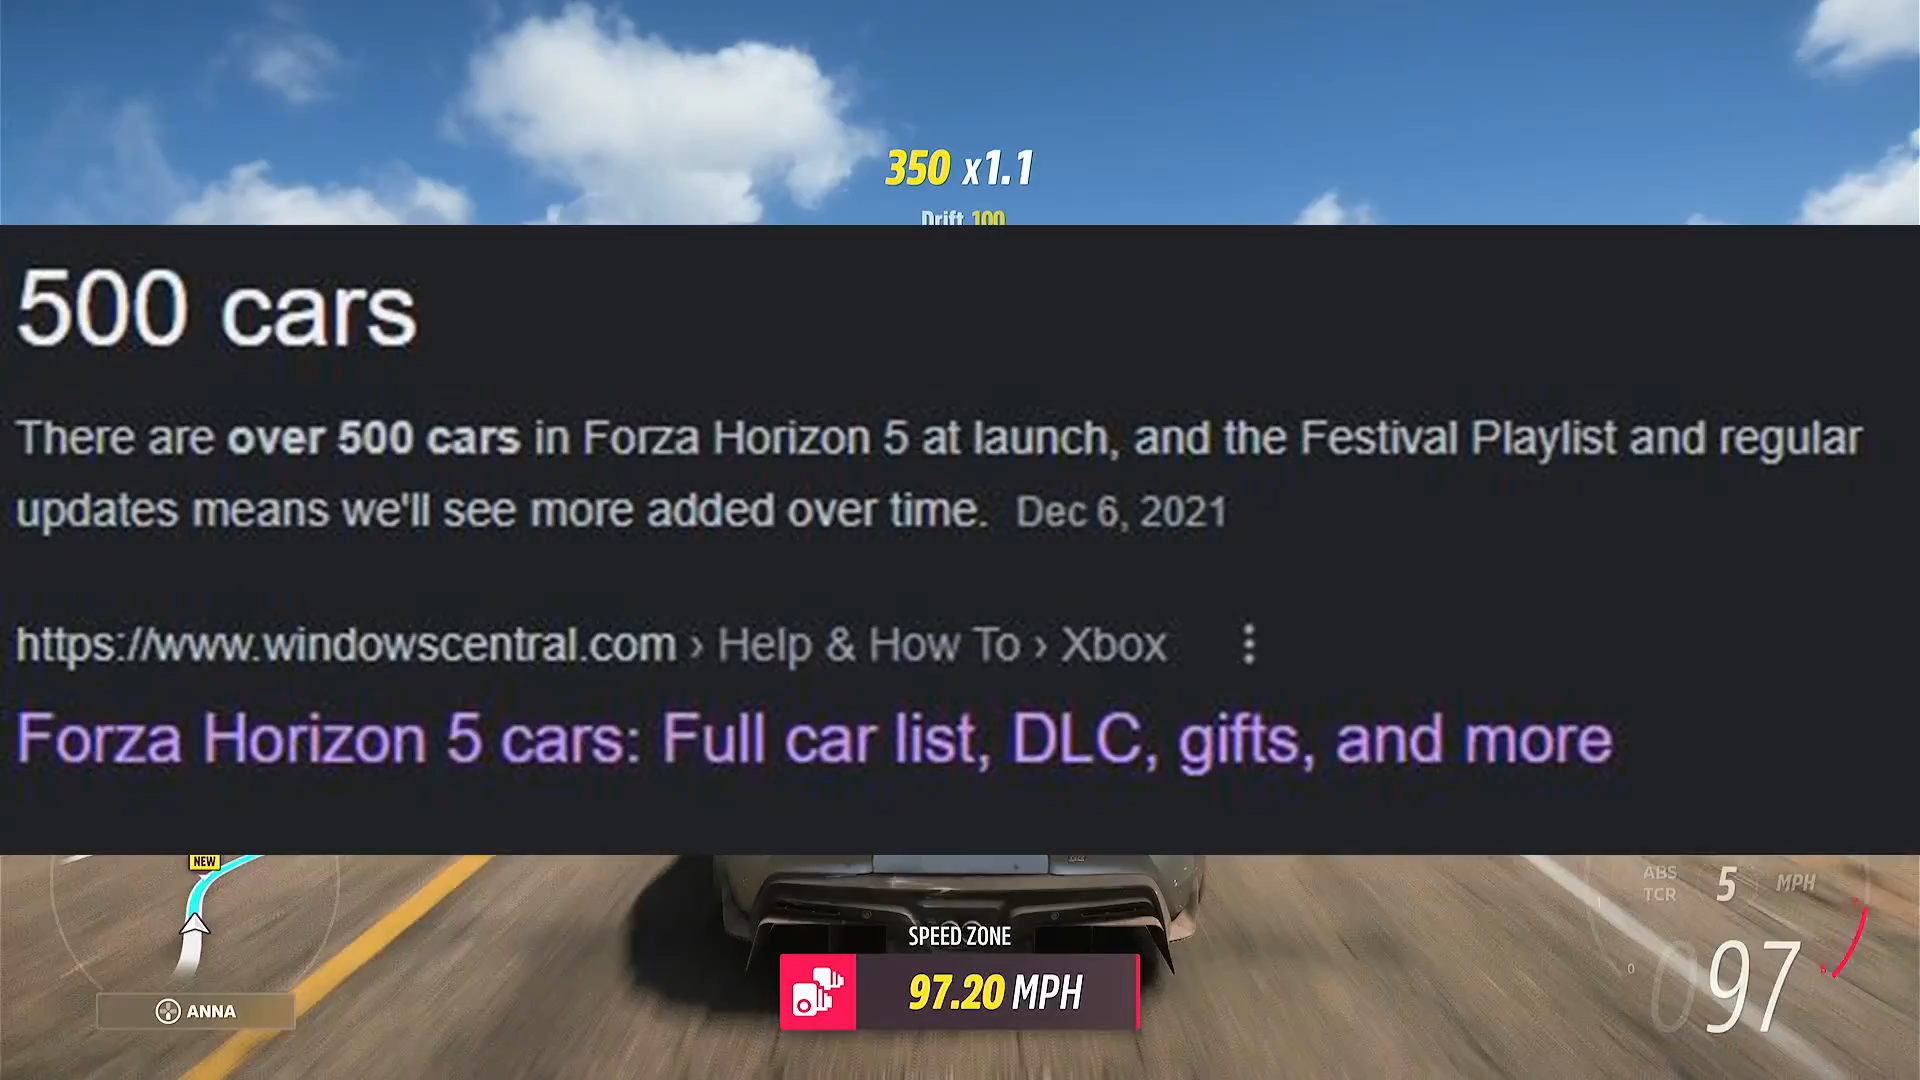 350 x1.1
Drift 100
500 cars
There are over 500 cars in Forza Horizon 5 at launch, and the Festival Playlist and regular
updates means we'll see more added over time. Dec 6, 2021
https://www.windowscentral.com › Help & How To › Xbox
Forza Horizon 5 cars: Full car list, DLC, gifts, and more
NEW
ABS
TCR
5
MPH
SPEED ZONE
97.20 MPH
ANNA
0
097